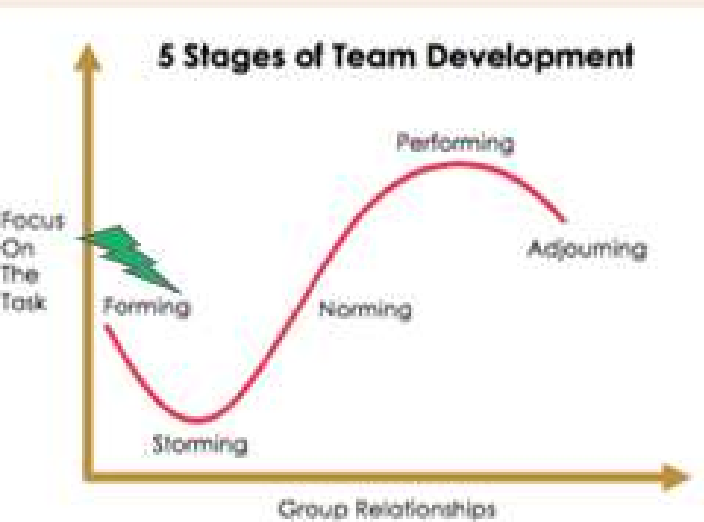 5 Stages of Team Development
Performing
Focus
On
The
Task
Adjourning
Forming
Norming
Storming
Group Relationships